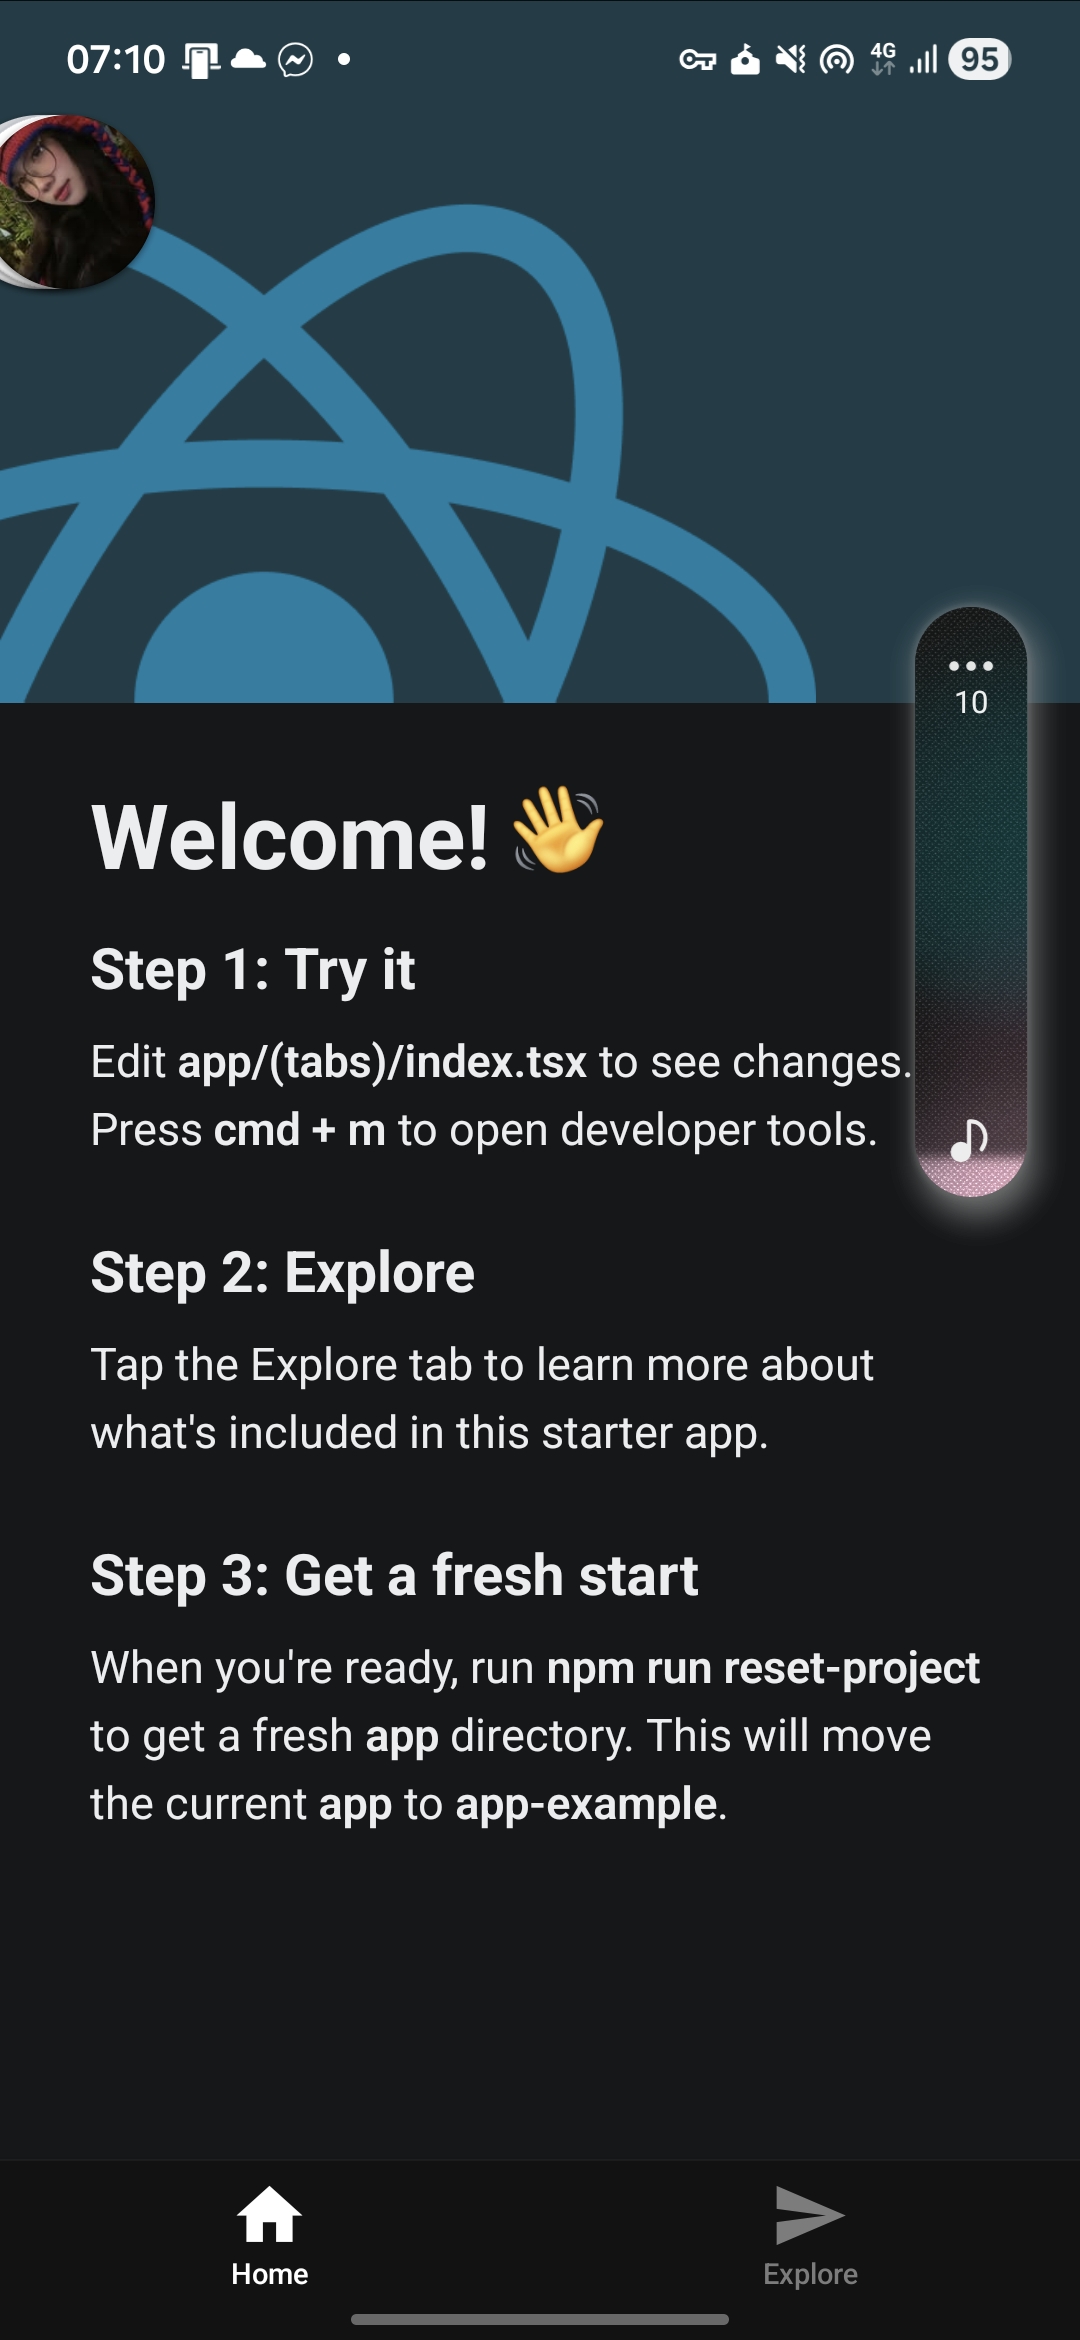 07:10
4G
95
10
Welcome! 👋
Step 1: Try it
Edit app/(tabs)/index.tsx to see changes.
Press cmd + m to open developer tools.
Step 2: Explore
Tap the Explore tab to learn more about
what's included in this starter app.
Step 3: Get a fresh start
When you're ready, run npm run reset-project
to get a fresh app directory. This will move
the current app to app-example.
Home
Explore